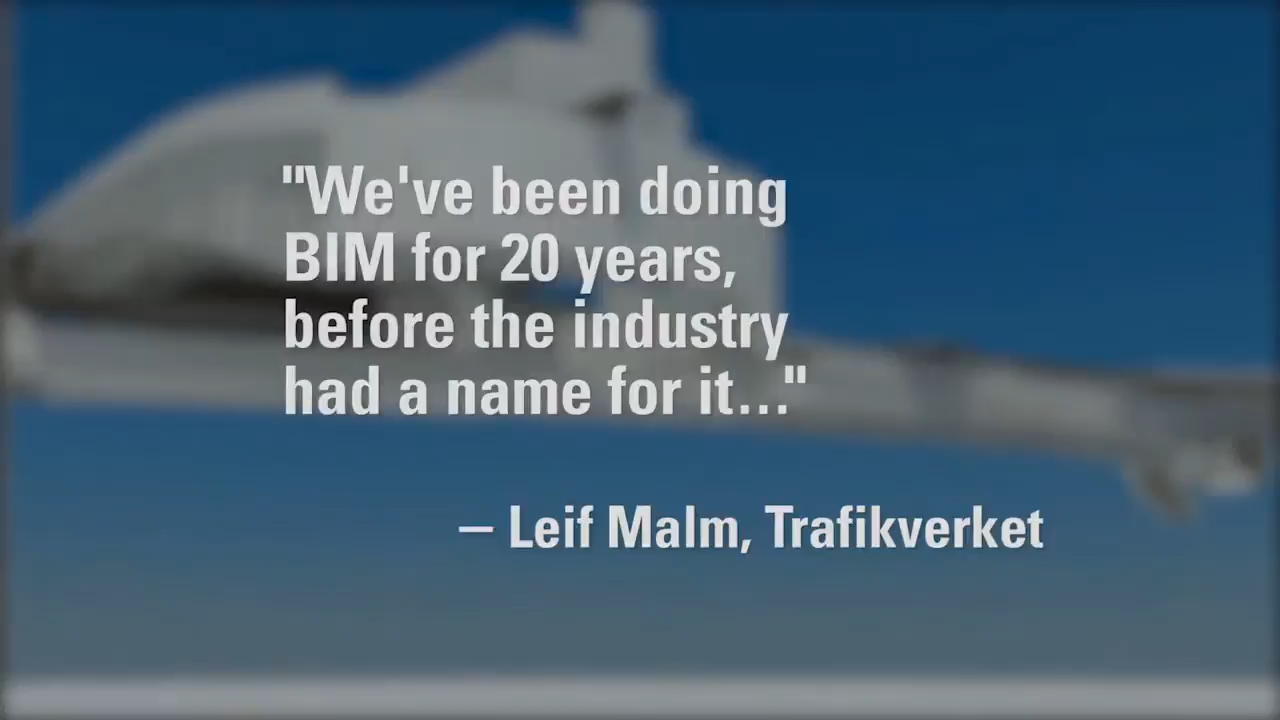 "We've been doing
BIM for 20 years,
before the industry
had a name for it..."
– Leif Malm, Trafikverket